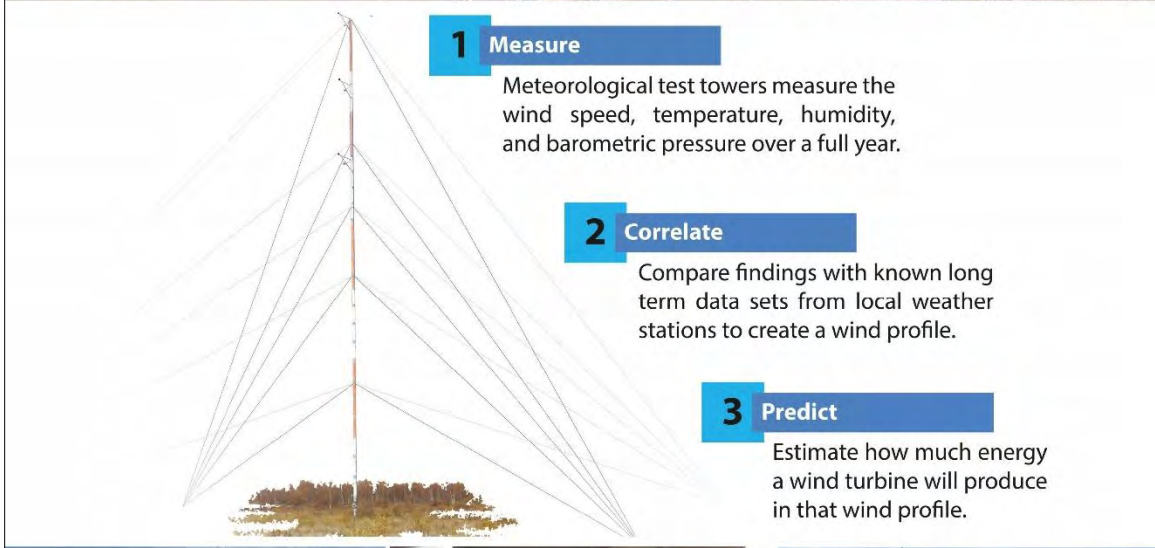 1 Measure
Meteorological test towers measure the
wind speed, temperature, humidity,
and barometric pressure over a full year.
2 Correlate
Compare findings with known long
term data sets from local weather
stations to create a wind profile.
3 Predict
Estimate how much energy
a wind turbine will produce
in that wind profile.